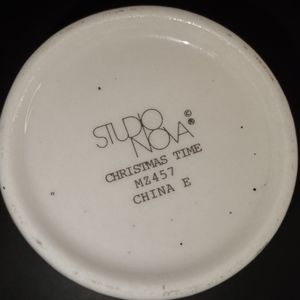 STUDIO
NOVA ©®
CHRISTMAS TIME
MZ457
CHINA E